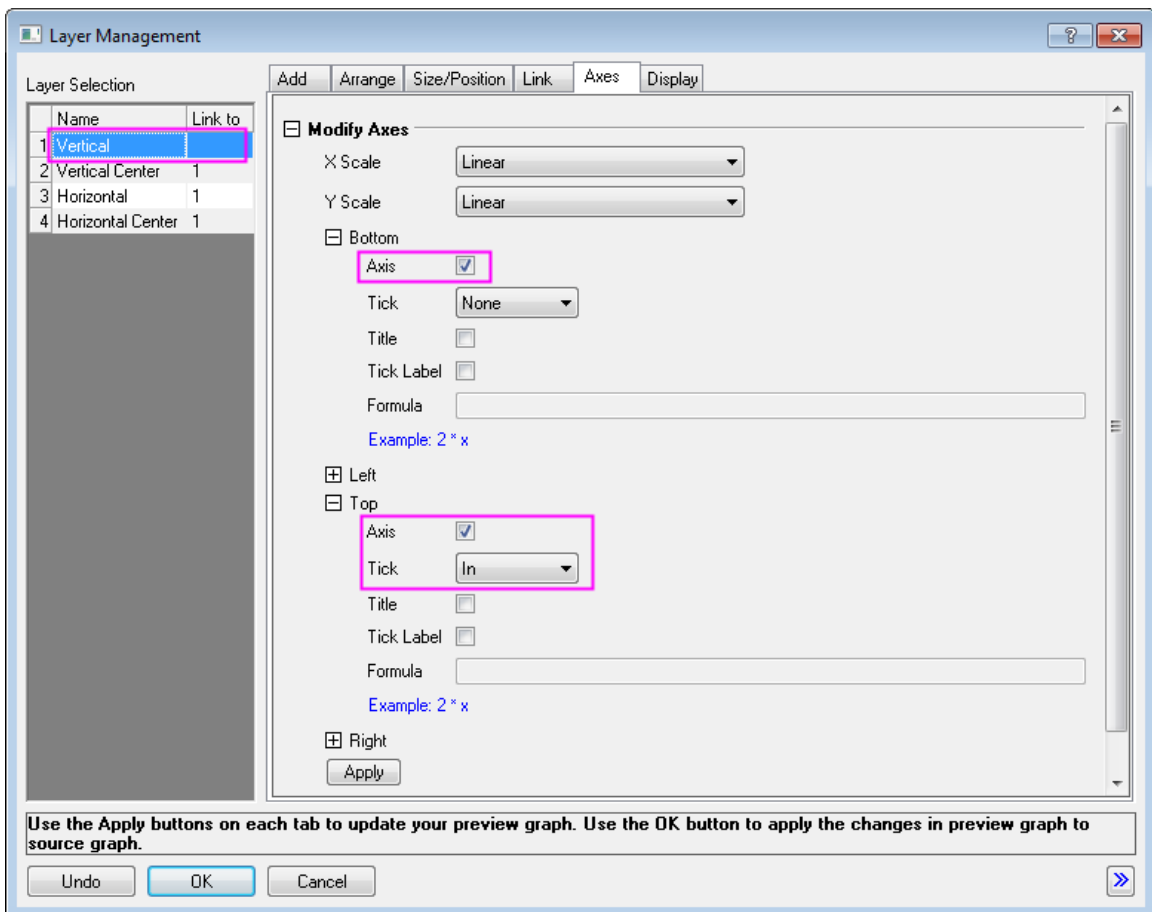 Layer Management
Layer Selection
Name Link to
1 Vertical
2 Vertical Center 1
3 Horizontal 1
4 Horizontal Center 1
Add Arrange Size/Position Link Axes Display
Modify Axes
X Scale Linear
Y Scale Linear
Bottom
Axis
Tick None
Title
Tick Label
Formula
Example: 2 * x
Left
Top
Axis
Tick In
Title
Tick Label
Formula
Example: 2 * x
Right
Apply
Use the Apply buttons on each tab to update your preview graph. Use the OK button to apply the changes in preview graph to
source graph.
Undo OK Cancel